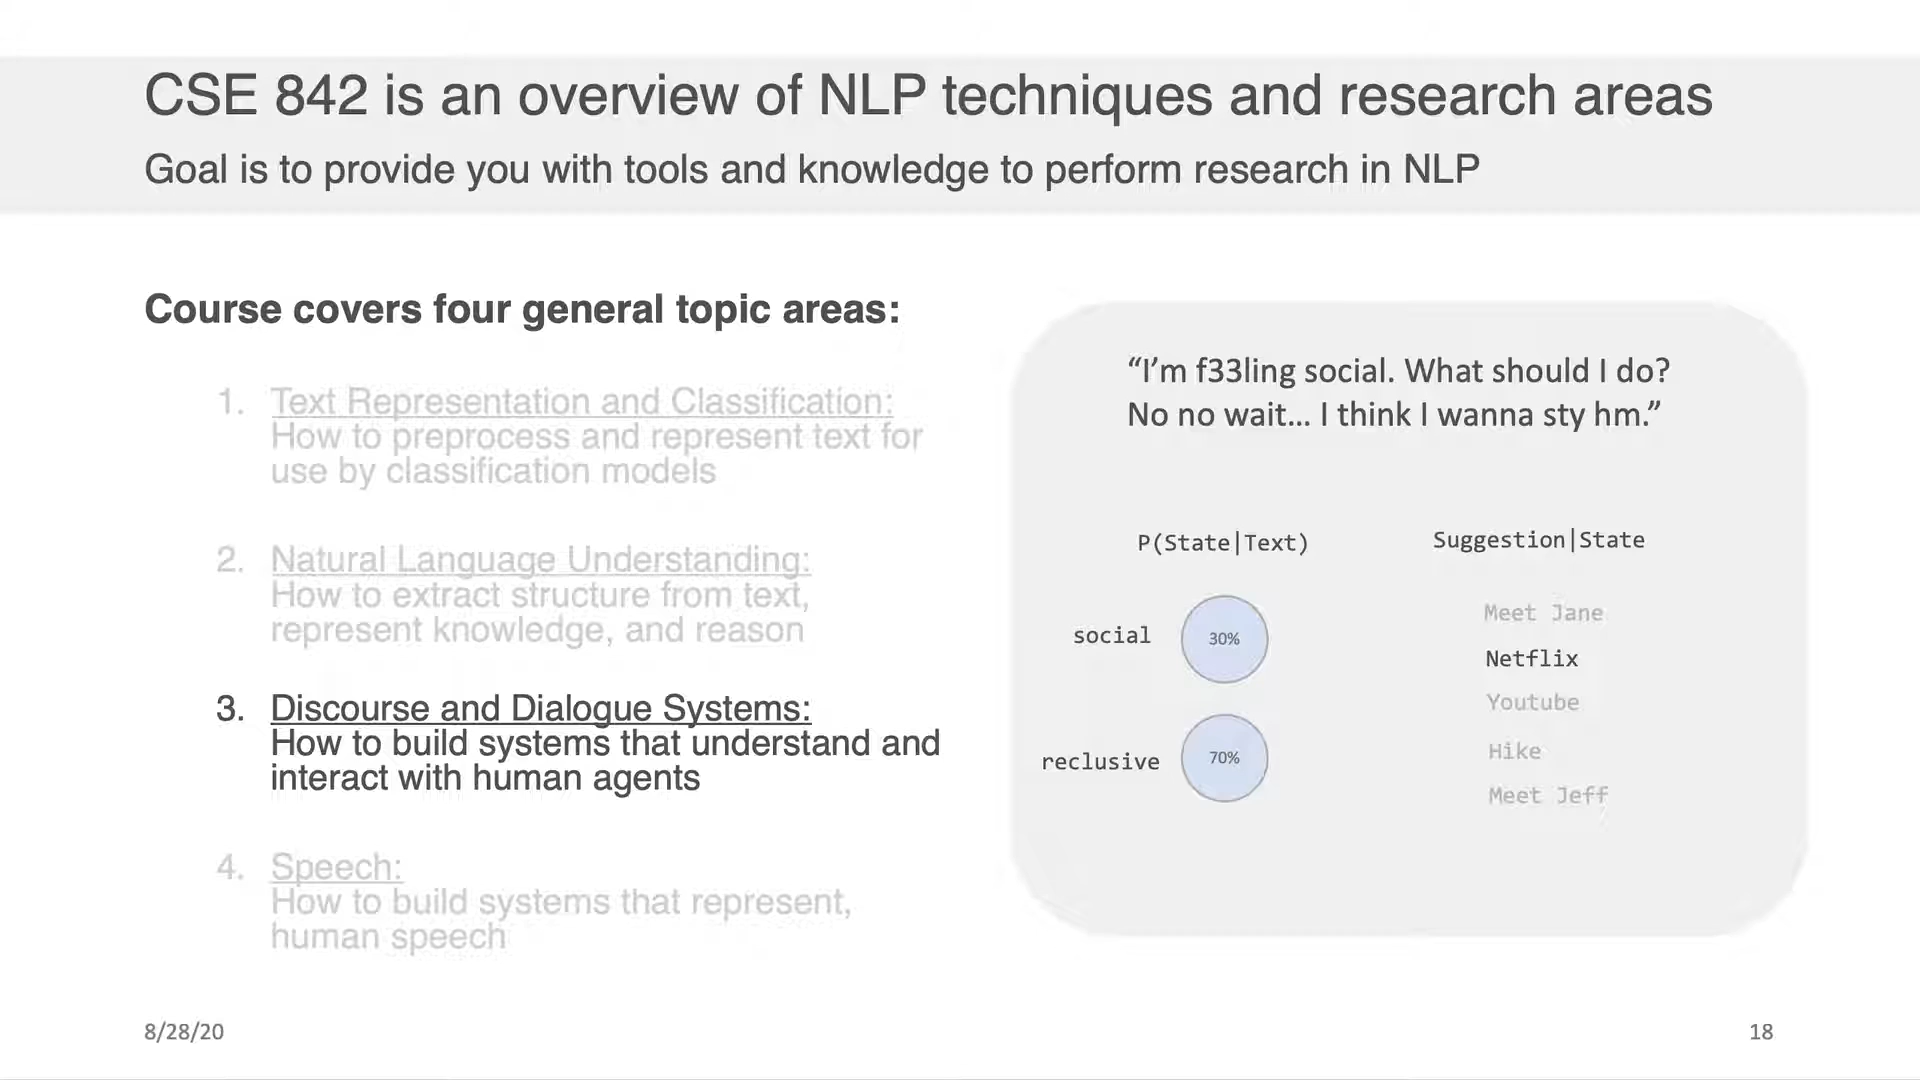 CSE 842 is an overview of NLP techniques and research areas
Goal is to provide you with tools and knowledge to perform research in NLP
Course covers four general topic areas:
1. Text Representation and Classification:
How to preprocess and represent text for
use by classification models
2. Natural Language Understanding:
How to extract structure from text,
represent knowledge, and reason
3. Discourse and Dialogue Systems:
How to build systems that understand and
interact with human agents
4. Speech:
How to build systems that represent,
human speech
“I’m f33ling social. What should I do?
No no wait... I think I wanna sty hm.”
P(State|Text)
social 30%
reclusive 70%
Suggestion|State
Meet Jane
Netflix
Youtube
Hike
Meet Jeff
8/28/20
18